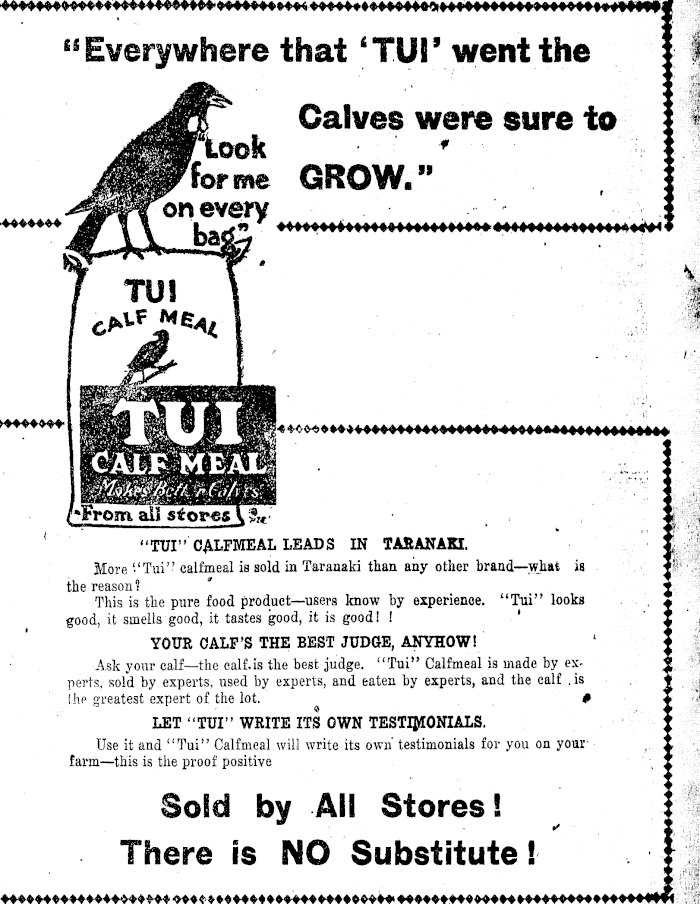 “Everywhere that ‘TUI’ went the
Calves were sure to
GROW.”
“Look
for me
on every
bag”
TUI
CALF MEAL
TUI
CALF MEAL
Makes Better Calves
From all stores
“TUI” CALFMEAL LEADS IN TARANAKI.
More “Tui” calfmeal is sold in Taranaki than any other brand—what is
the reason?
This is the pure food product—users know by experience. “Tui” looks
good, it smells good, it tastes good, it is good! !
YOUR CALF'S THE BEST JUDGE, ANYHOW!
Ask your calf—the calf is the best judge. “Tui” Calfmeal is made by ex-
perts, sold by experts, used by experts, and eaten by experts, and the calf is
the greatest expert of the lot.
LET “TUI” WRITE ITS OWN TESTIMONIALS.
Use it and “Tui” Calfmeal will write its own testimonials for you on your
farm—this is the proof positive
Sold by All Stores!
There is NO Substitute!